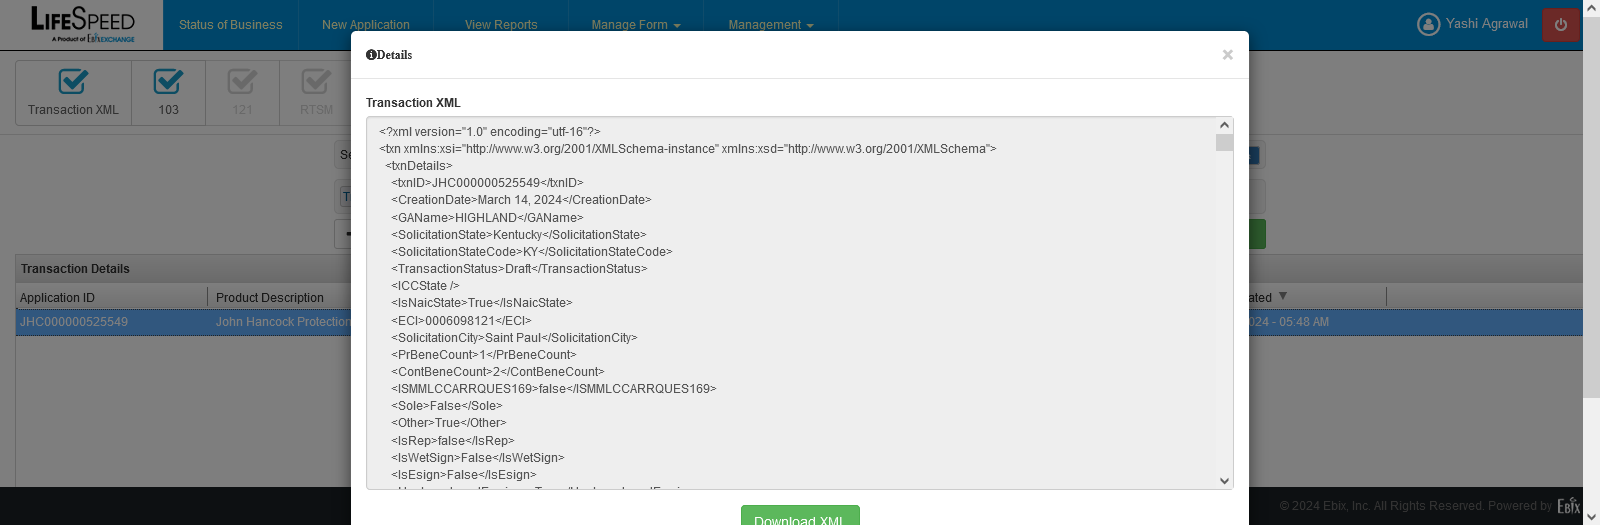 LIFESPEED
A Product of Ebix EXCHANGE
Status of Business
New Application
View Reports
Manage Form
Management
Yashi Agrawal
Details
×
Transaction XML
103
121
RTSM
Transaction XML
<?xml version="1.0" encoding="utf-16"?>
<txn xmlns:xsi="http://www.w3.org/2001/XMLSchema-instance" xmlns:xsd="http://www.w3.org/2001/XMLSchema">
<txnDetails>
<txnID>JHC000000525549</txnID>
<CreationDate>March 14, 2024</CreationDate>
<GAName>HIGHLAND</GAName>
<SolicitationState>Kentucky</SolicitationState>
<SolicitationStateCode>KY</SolicitationStateCode>
<TransactionStatus>Draft</TransactionStatus>
<ICCState />
<IsNaicState>True</IsNaicState>
<ECI>0006098121</ECI>
<SolicitationCity>Saint Paul</SolicitationCity>
<PrBeneCount>1</PrBeneCount>
<ContBeneCount>2</ContBeneCount>
<ISMMLCCARRQUES169>false</ISMMLCCARRQUES169>
<Sole>False</Sole>
<Other>True</Other>
<IsRep>false</IsRep>
<IsWetSign>False</IsWetSign>
<IsEsign>False</IsEsign>
Transaction Details
Application ID
Product Description
ated
JHC000000525549
John Hancock Protection
024 - 05:48 AM
Download XML
© 2024 Ebix, Inc. All Rights Reserved. Powered by Ebix